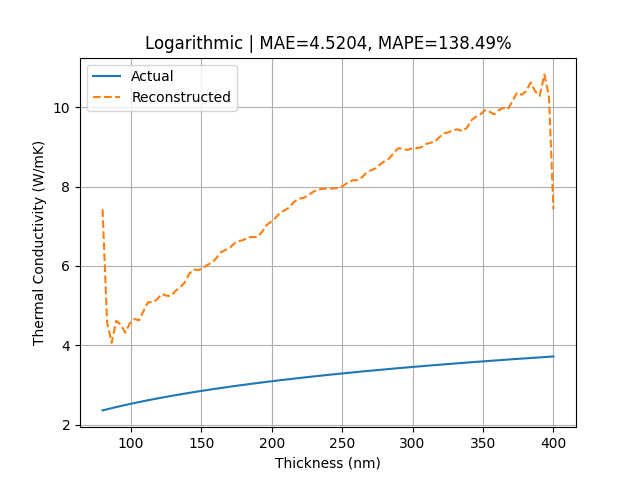 Logarithmic | MAE=4.5204, MAPE=138.49%
Actual
Reconstructed
Thermal Conductivity (W/mK)
10
8
6
4
2
100 150 200 250 300 350 400
Thickness (nm)